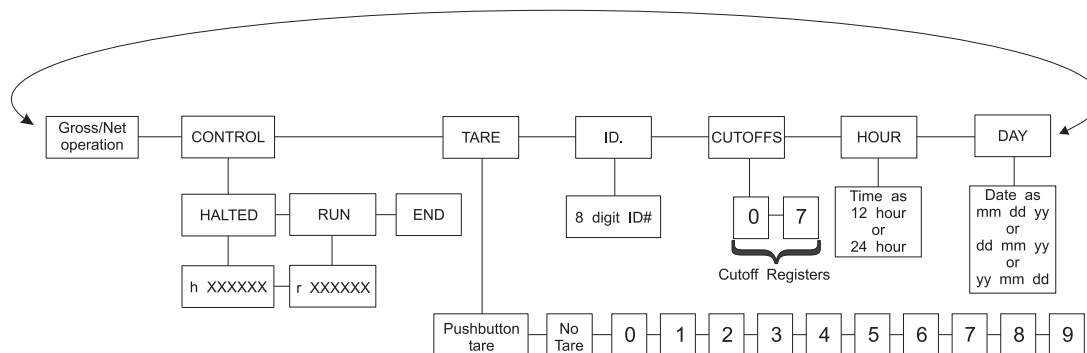 Gross/Net
operation
CONTROL
TARE
ID.
CUTOFFS
HOUR
DAY
HALTED
RUN
END
8 digit ID#
0
7
Cutoff Registers
Time as
12 hour
or
24 hour
Date as
mm dd yy
or
dd mm yy
or
yy mm dd
h XXXXXX
r XXXXXX
Pushbutton
tare
No
Tare
0
1
2
3
4
5
6
7
8
9